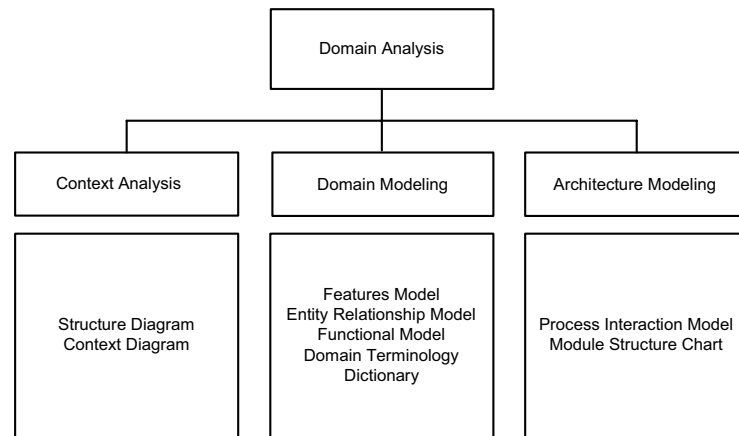 Domain Analysis
Context Analysis
Domain Modeling
Architecture Modeling
Structure Diagram
Context Diagram
Features Model
Entity Relationship Model
Functional Model
Domain Terminology
Dictionary
Process Interaction Model
Module Structure Chart